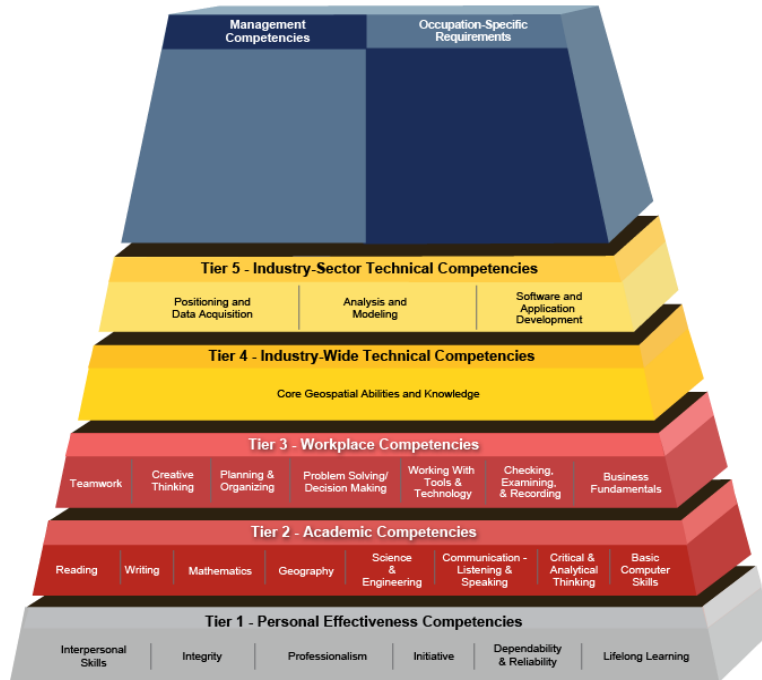 Management
Competencies
Occupation-Specific
Requirements
Tier 5 - Industry-Sector Technical Competencies
Positioning and
Data Acquisition
Analysis and
Modeling
Software and
Application
Development
Tier 4 - Industry-Wide Technical Competencies
Core Geospatial Abilities and Knowledge
Tier 3 - Workplace Competencies
Teamwork
Creative
Thinking
Planning &
Organizing
Problem Solving/
Decision Making
Working With
Tools &
Technology
Checking,
Examining,
& Recording
Business
Fundamentals
Tier 2 - Academic Competencies
Reading
Writing
Mathematics
Geography
Science
&
Engineering
Communication -
Listening &
Speaking
Critical &
Analytical
Thinking
Basic
Computer
Skills
Tier 1 - Personal Effectiveness Competencies
Interpersonal
Skills
Integrity
Professionalism
Initiative
Dependability
& Reliability
Lifelong Learning